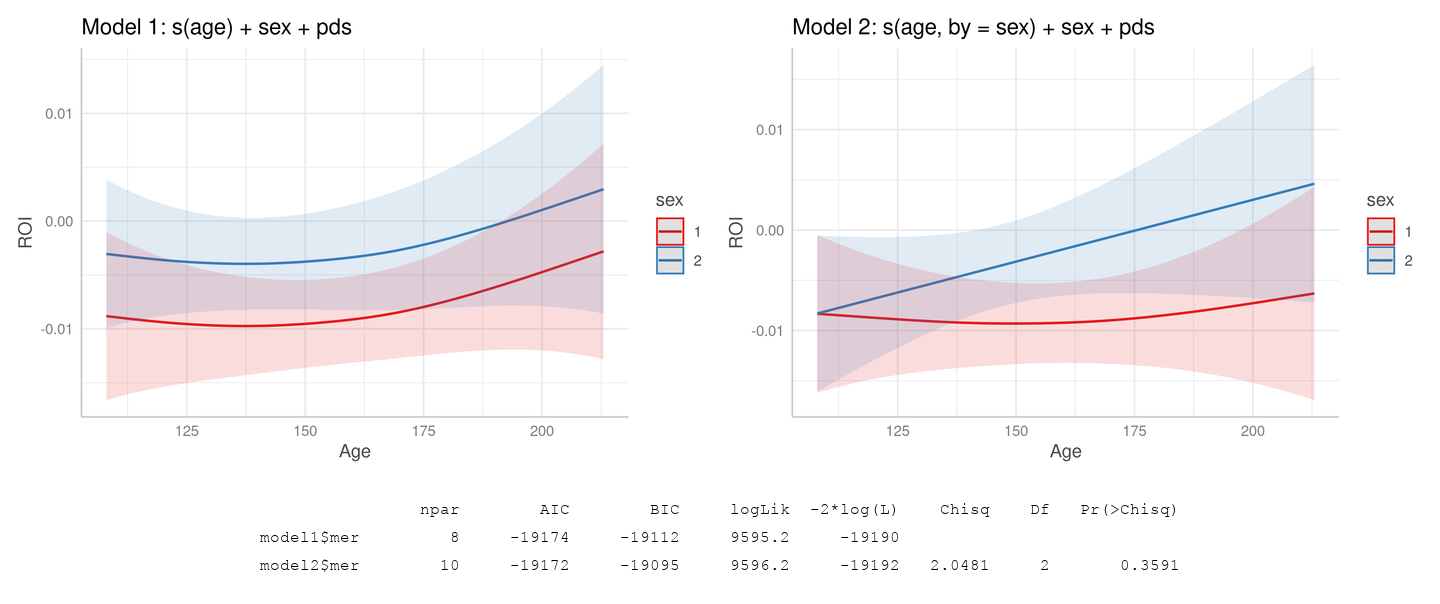 Model 1: s(age) + sex + pds
0.01
0.00
-0.01
ROI
125 150 175 200
Age
sex
1
2
Model 2: s(age, by = sex) + sex + pds
0.01
0.00
-0.01
ROI
125 150 175 200
Age
sex
1
2
npar AIC BIC logLik -2*log(L) Chisq Df Pr(>Chisq)
model1$mer 8 -19174 -19112 9595.2 -19190
model2$mer 10 -19172 -19095 9596.2 -19192 2.0481 2 0.3591